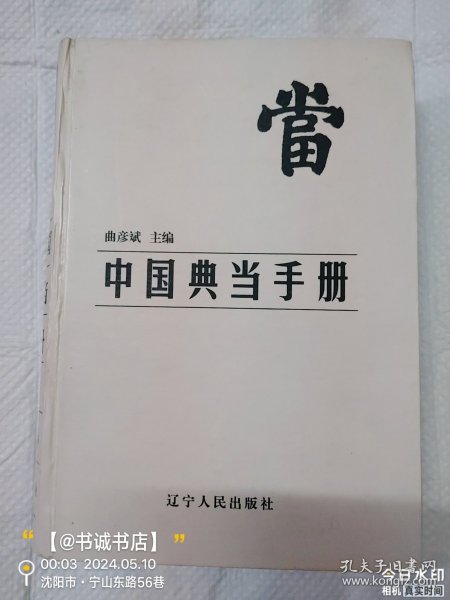 當
曲彦斌 主编
中国典当手册
辽宁人民出版社
“【@书诚书店】”
00:03 2024.05.10
沈阳市·宁山东路56巷
孔夫子旧书网
www.kongfz.com
今日水印
相机 真实时间